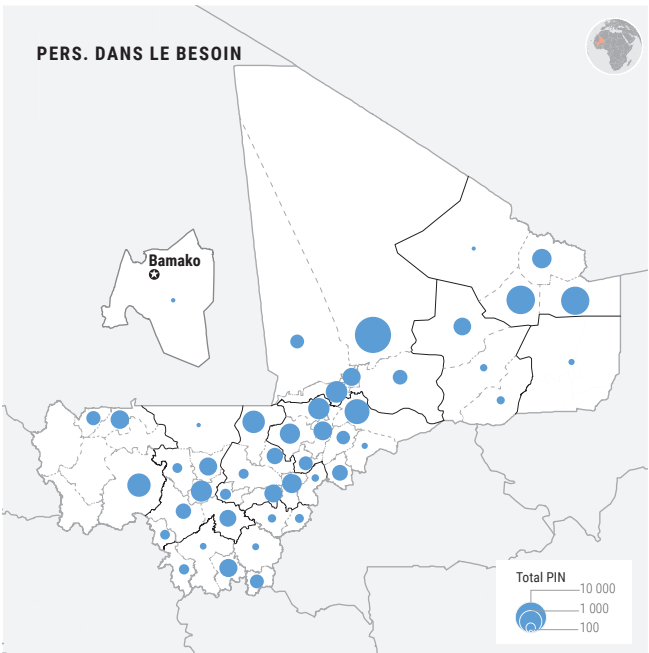 PERS. DANS LE BESOIN
Bamako
Total PIN
10 000
1 000
100